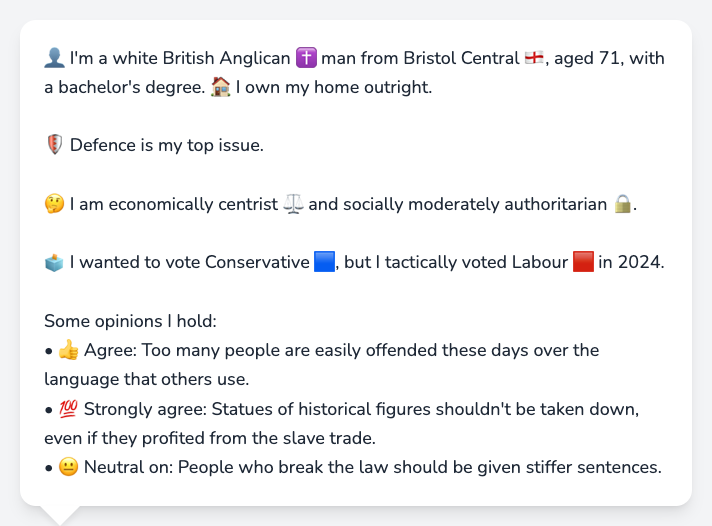 👤 I'm a white British Anglican ✝️ man from Bristol Central 🏴󠁧󠁢󠁥󠁮󠁧󠁿, aged 71, with
a bachelor's degree. 🏠 I own my home outright.
🛡️ Defence is my top issue.
🤔 I am economically centrist ⚖️ and socially moderately authoritarian 🔒.
🗳️ I wanted to vote Conservative 🟦, but I tactically voted Labour 🟥 in 2024.
Some opinions I hold:
• 👍 Agree: Too many people are easily offended these days over the
language that others use.
• 💯 Strongly agree: Statues of historical figures shouldn't be taken down,
even if they profited from the slave trade.
• 😐 Neutral on: People who break the law should be given stiffer sentences.